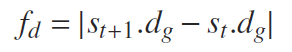 f_d = |s_{t+1}.d_g − s_t.d_g|